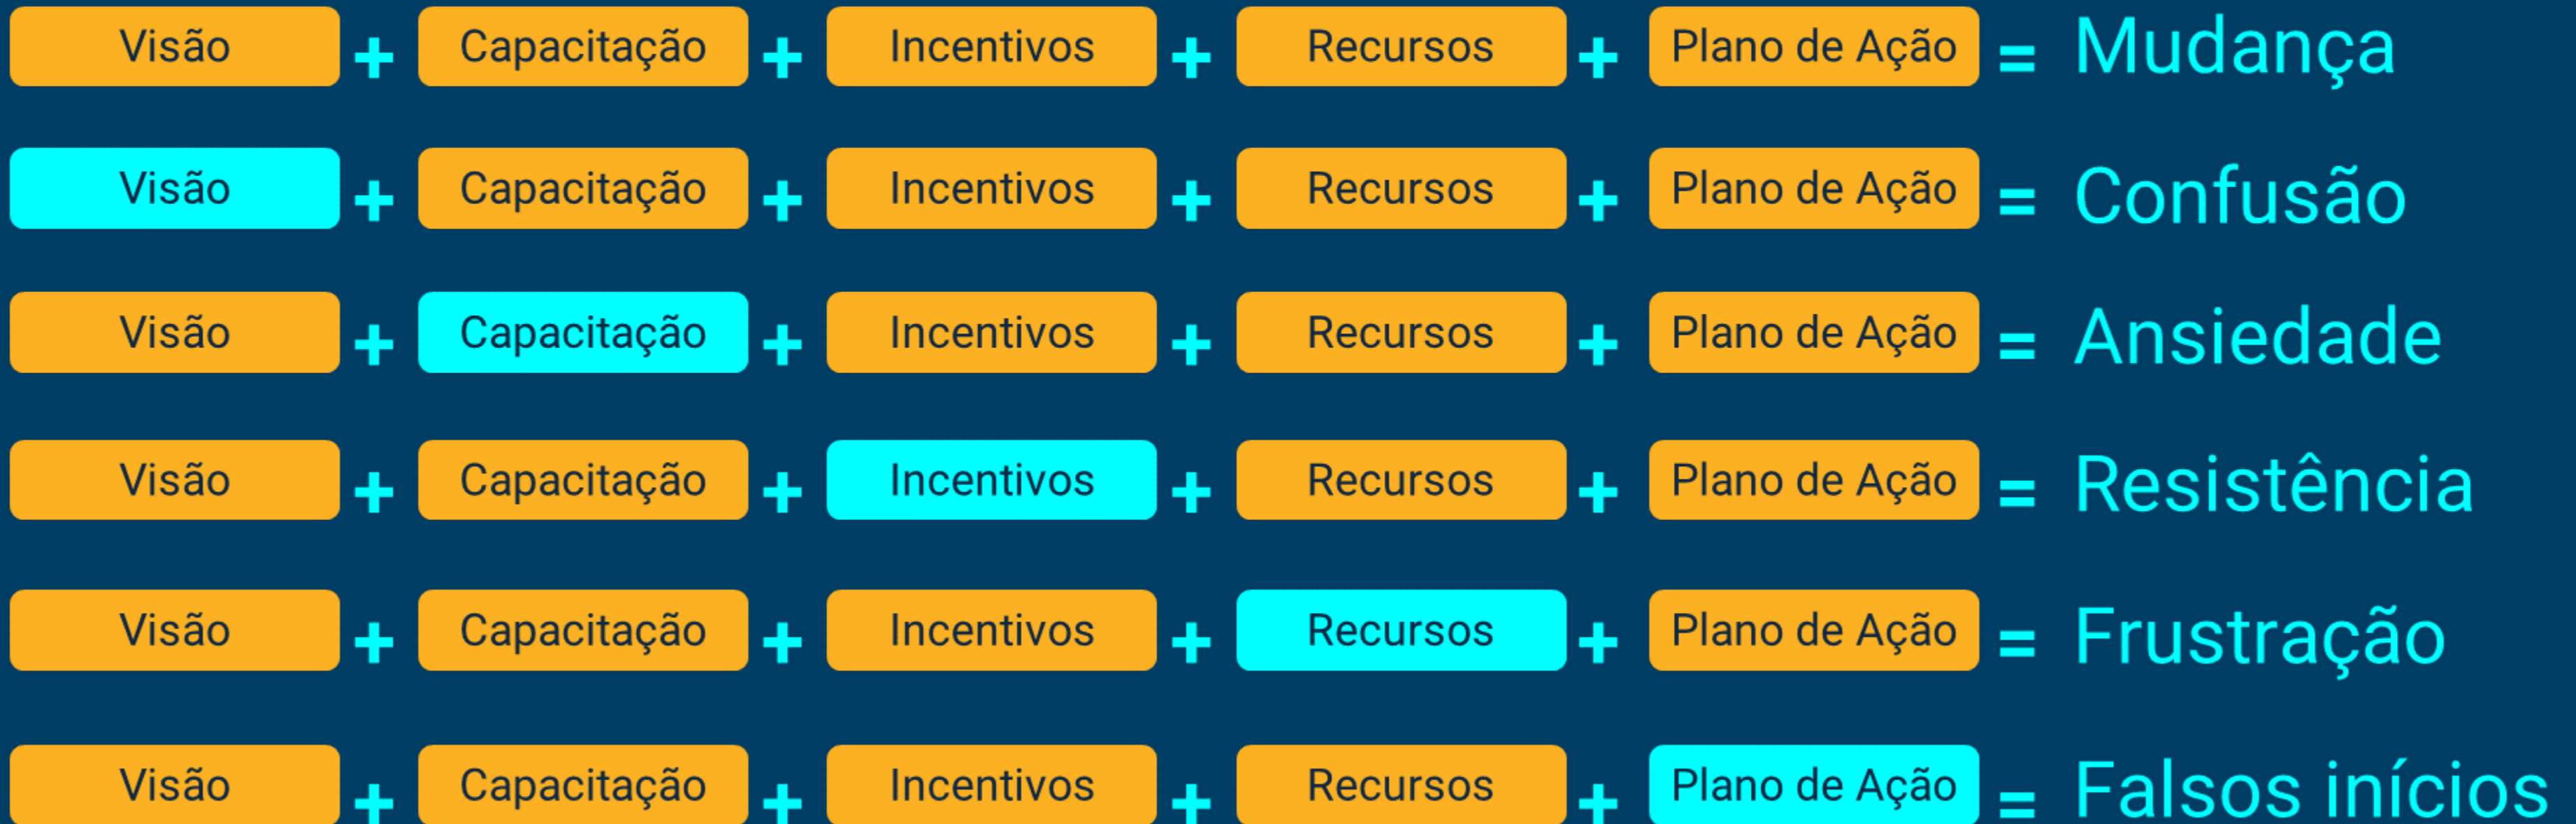 Visão + Capacitação + Incentivos + Recursos + Plano de Ação = Mudança
Visão + Capacitação + Incentivos + Recursos + Plano de Ação = Confusão
Visão + Capacitação + Incentivos + Recursos + Plano de Ação = Ansiedade
Visão + Capacitação + Incentivos + Recursos + Plano de Ação = Resistência
Visão + Capacitação + Incentivos + Recursos + Plano de Ação = Frustração
Visão + Capacitação + Incentivos + Recursos + Plano de Ação = Falsos inícios